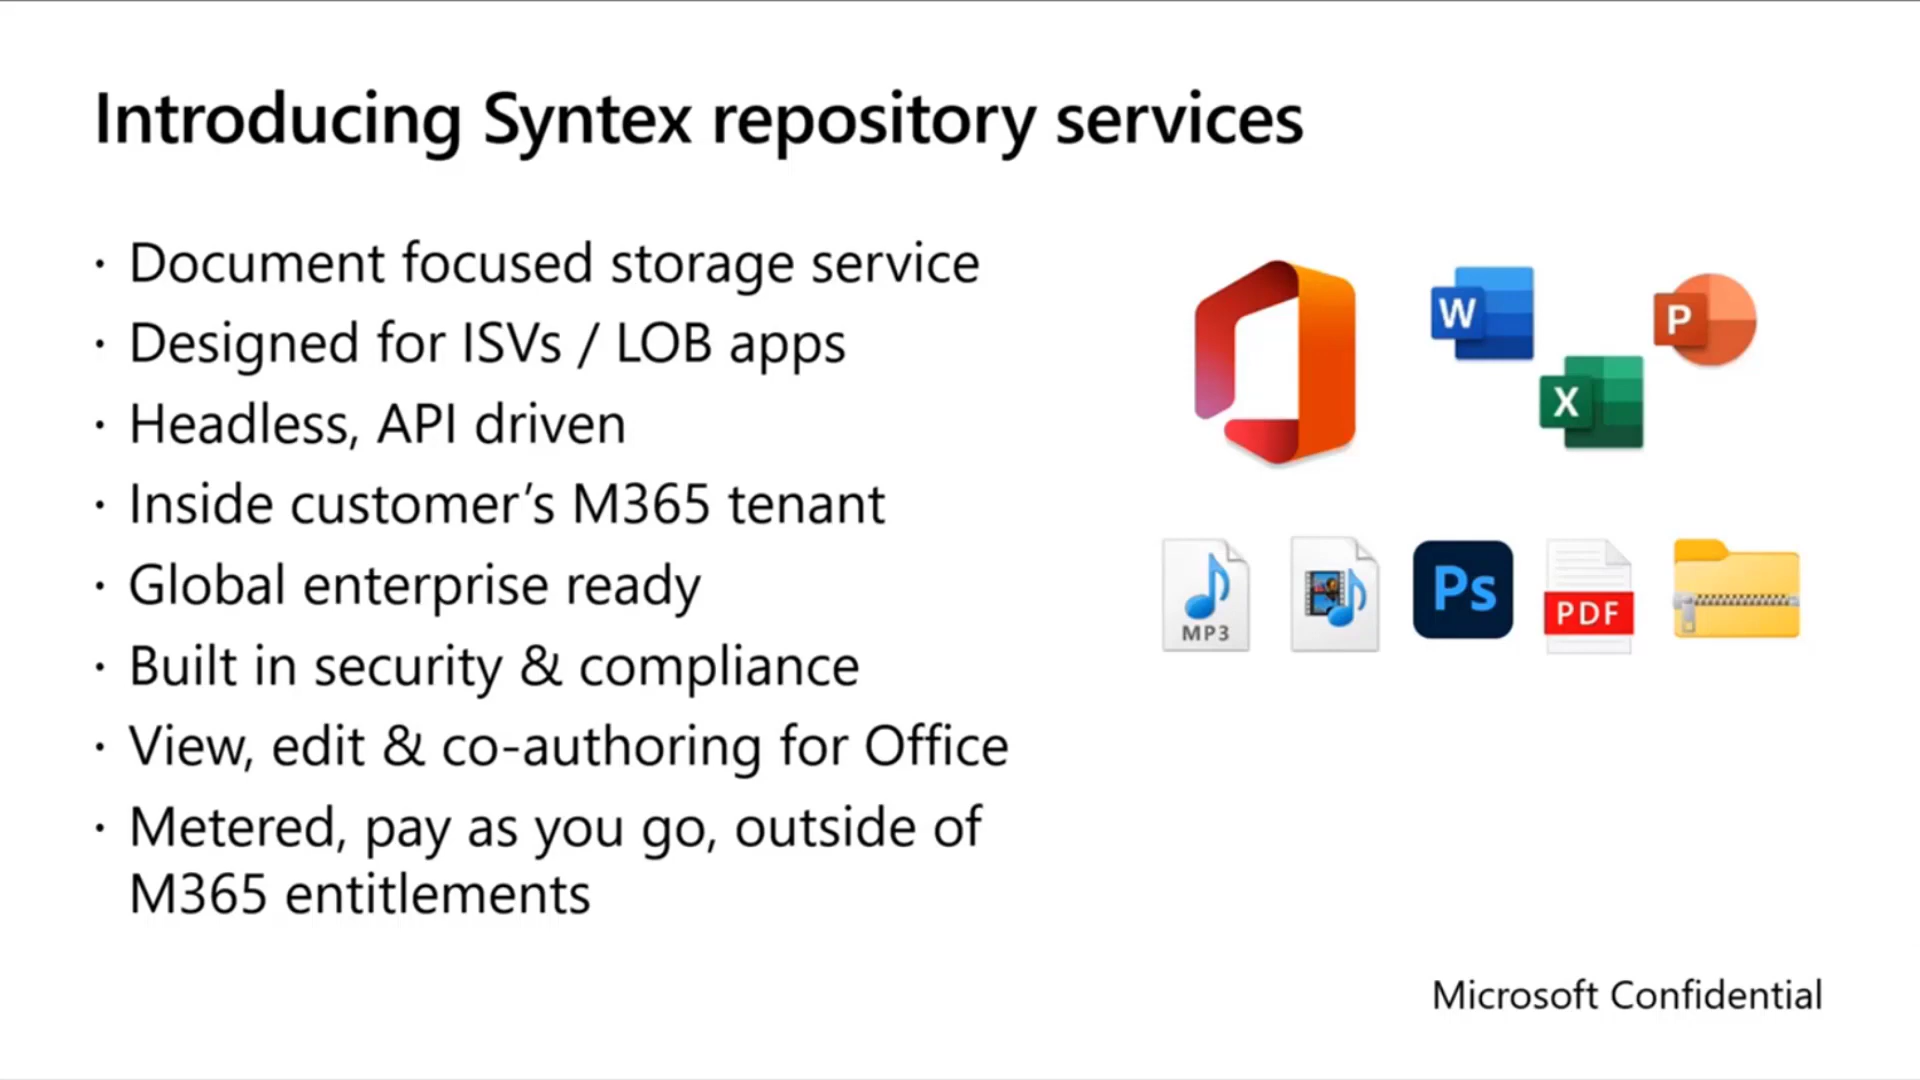 Introducing Syntex repository services
· Document focused storage service
· Designed for ISVs / LOB apps
· Headless, API driven
· Inside customer’s M365 tenant
· Global enterprise ready
· Built in security & compliance
· View, edit & co-authoring for Office
· Metered, pay as you go, outside of
M365 entitlements
W
P
X
MP3
Ps
PDF
Microsoft Confidential